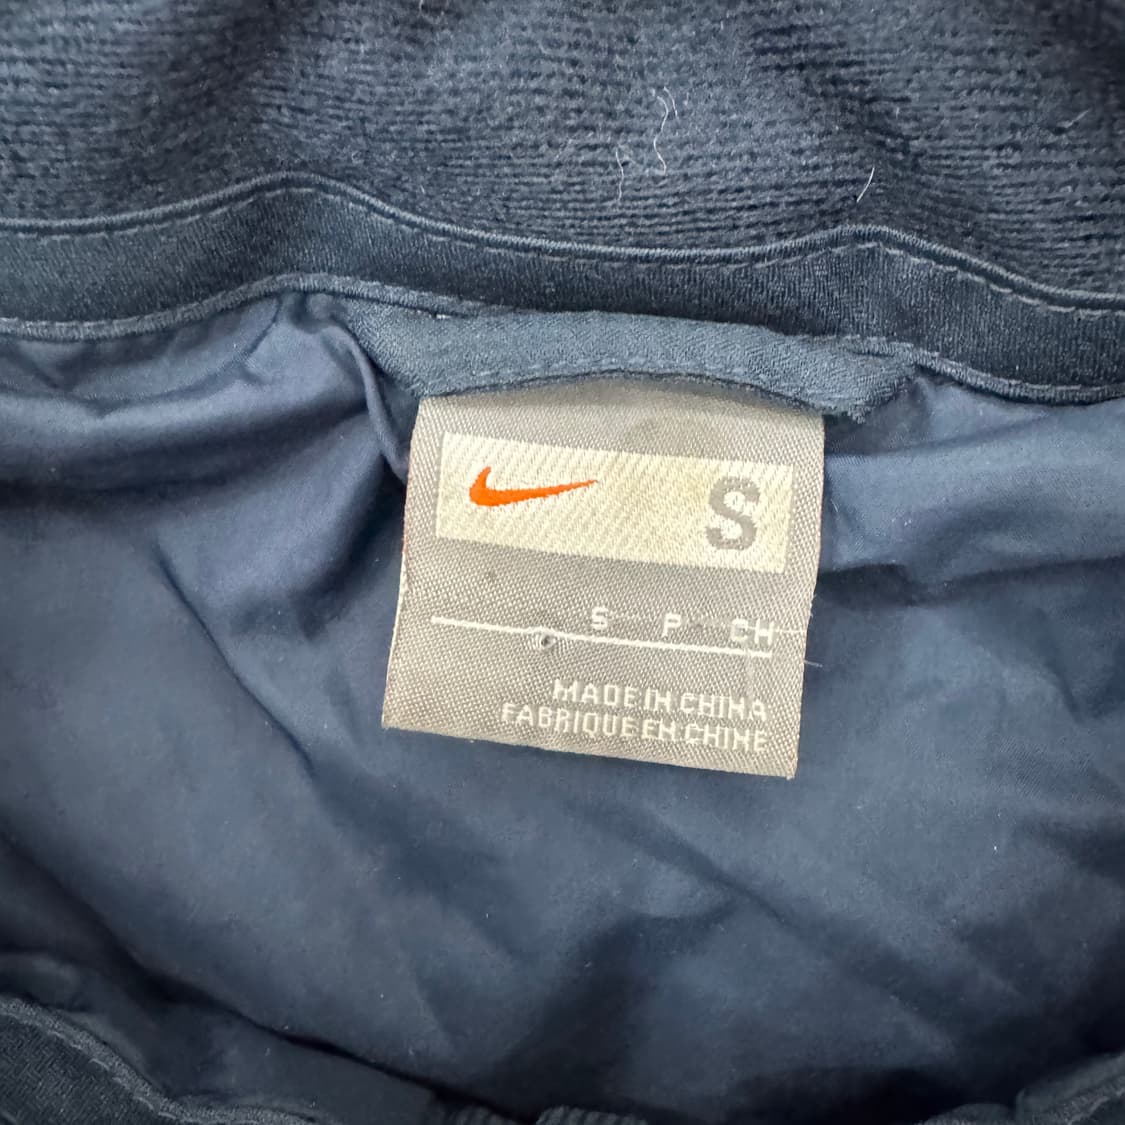 S
S P CH
MADE IN CHINA
FABRIQUE EN CHINE